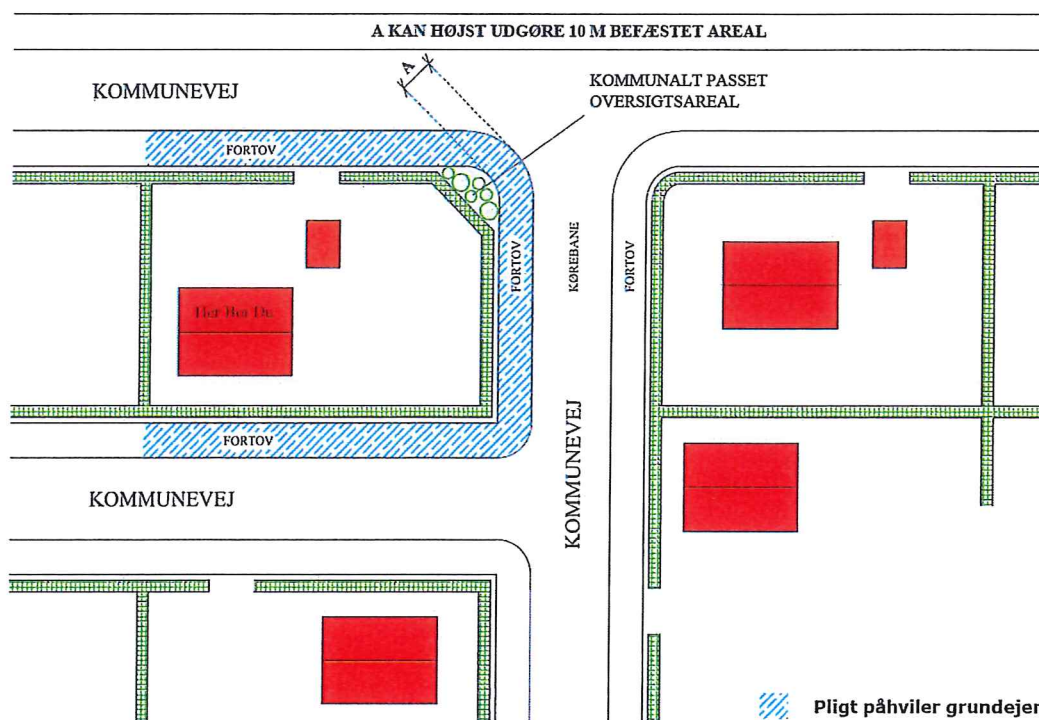 A KAN HØJST UDGØRE 10 M BEFÆSTET AREAL
A
KOMMUNEVEJ
KOMMUNALT PASSET
OVERSIGTSAREAL
FORTOV
FORTOV
KØREBANE
FORTOV
Her Bor Du
FORTOV
KOMMUNEVEJ
KOMMUNEVEJ
Pligt påhviler grundejer